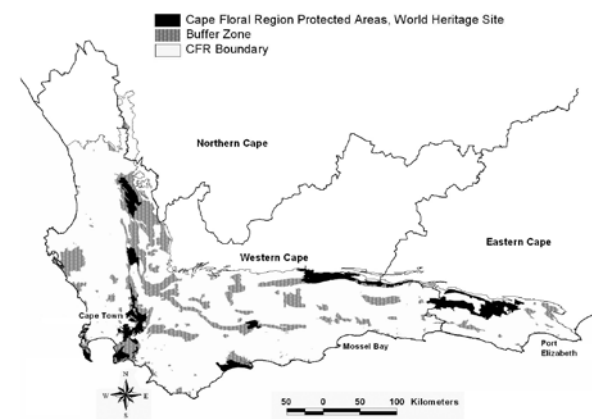 Cape Floral Region Protected Areas, World Heritage Site
Buffer Zone
CFR Boundary
Northern Cape
Eastern Cape
Western Cape
Cape Town
Mossel Bay
Port
Elizabeth
N
W E
S
50 0 50 100 Kilometers